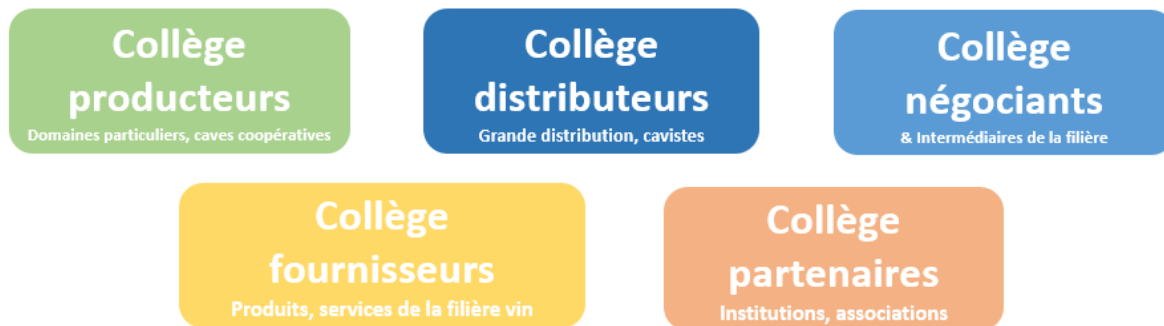 Collège
producteurs
Domaines particuliers, caves coopératives
Collège
distributeurs
Grande distribution, cavistes
Collège
négociants
& Intermédiaires de la filière
Collège
fournisseurs
Produits, services de la filière vin
Collège
partenaires
Institutions, associations